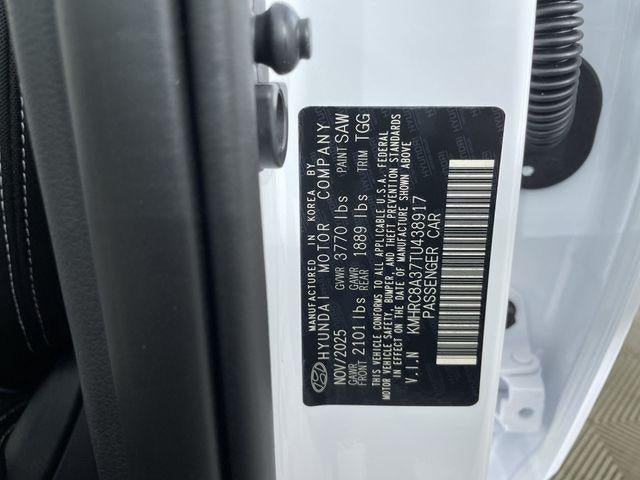 MANUFACTURED IN KOREA BY
HYUNDAI MOTOR COMPANY
NOV/2025 GVWR 3770 lbs PAINT SAW
GAWR FRONT 2101 lbs GAWR REAR 1889 lbs TRIM TGG
THIS VEHICLE CONFORMS TO ALL APPLICABLE U.S.A. FEDERAL
MOTOR VEHICLE SAFETY, BUMPER, AND THEFT PREVENTION STANDARDS
IN EFFECT ON THE DATE OF MANUFACTURE SHOWN ABOVE
V.I.N KMHRC8A37TU438917
PASSENGER CAR